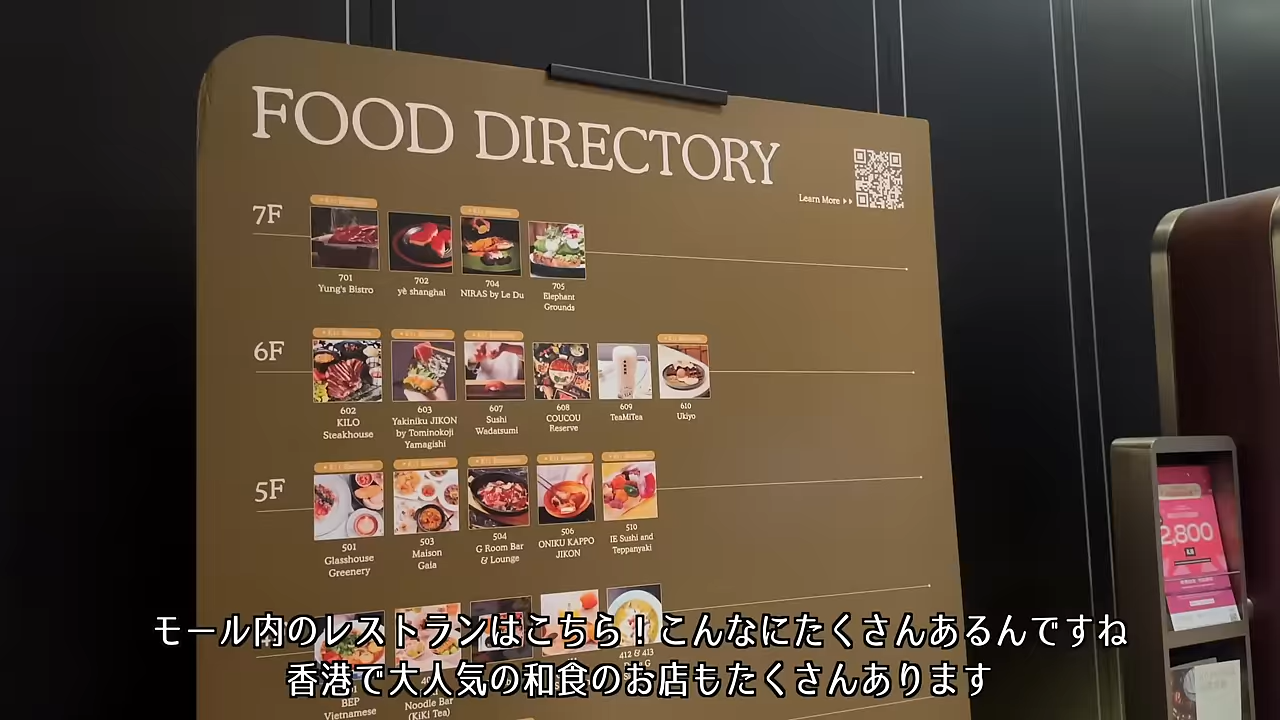 FOOD DIRECTORY
Learn More
7F
701
Yung's Bistro
702
yè shanghai
704
NIRAS by Le Du
705
Elephant
Grounds
6F
602
KILO
Steakhouse
603
Yakiniku JIKON
by Tominokoji
Yamagishi
607
Sushi
Wadatsumi
608
COUCOU
Reserve
609
TeaMiTea
610
Ukiyo
5F
501
Glasshouse
Greenery
503
Maison
Gala
504
G Room Bar
& Lounge
506
ONIKU KAPPO
JIKON
510
IE Sushi and
Teppanyaki
412 & 413
BEP
Vietnamese
Noodle Bar
(KiKi Tea)
2,800
モール内のレストランはこちら！こんなにたくさんあるんですね
香港で大人気の和食のお店もたくさんあります